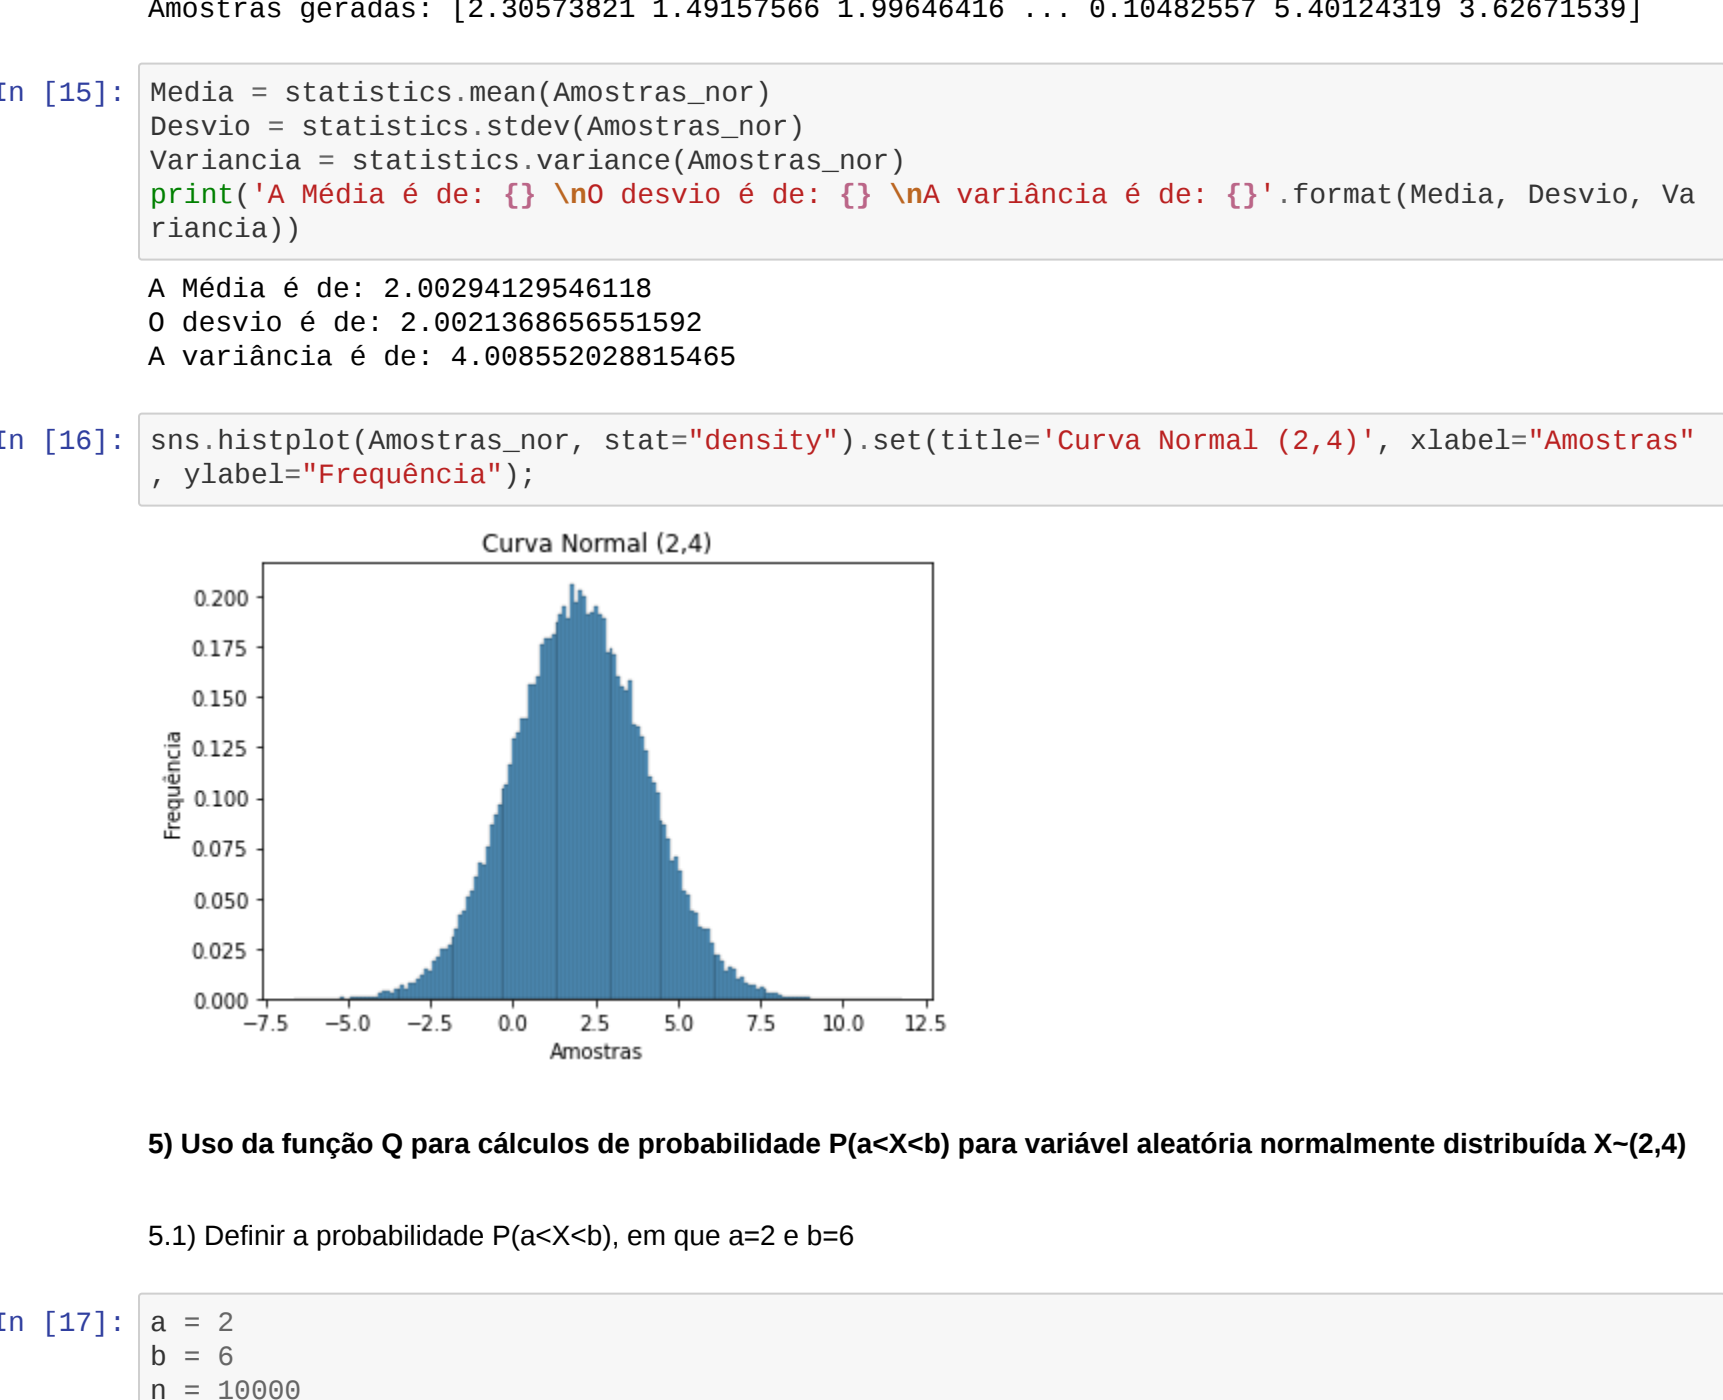 Amostras geradas: [2.30573821 1.49157566 1.99646416 ... 0.10482557 5.40124319 3.62671539]
In [15]:
Media = statistics.mean(Amostras_nor)
Desvio = statistics.stdev(Amostras_nor)
Variancia = statistics.variance(Amostras_nor)
print('A Média é de: {} \nO desvio é de: {} \nA variância é de: {}'.format(Media, Desvio, Va
riancia))
A Média é de: 2.00294129546118
O desvio é de: 2.0021368656551592
A variância é de: 4.008552028815465
In [16]:
sns.histplot(Amostras_nor, stat="density").set(title='Curva Normal (2,4)', xlabel="Amostras"
, ylabel="Frequência");
Curva Normal (2,4)
0.200
0.175
0.150
0.125
0.100
0.075
0.050
0.025
0.000
Frequência
−7.5 −5.0 −2.5 0.0 2.5 5.0 7.5 10.0 12.5
Amostras
5) Uso da função Q para cálculos de probabilidade P(a<X<b) para variável aleatória normalmente distribuída X~(2,4)
5.1) Definir a probabilidade P(a<X<b), em que a=2 e b=6
In [17]:
a = 2
b = 6
n = 10000